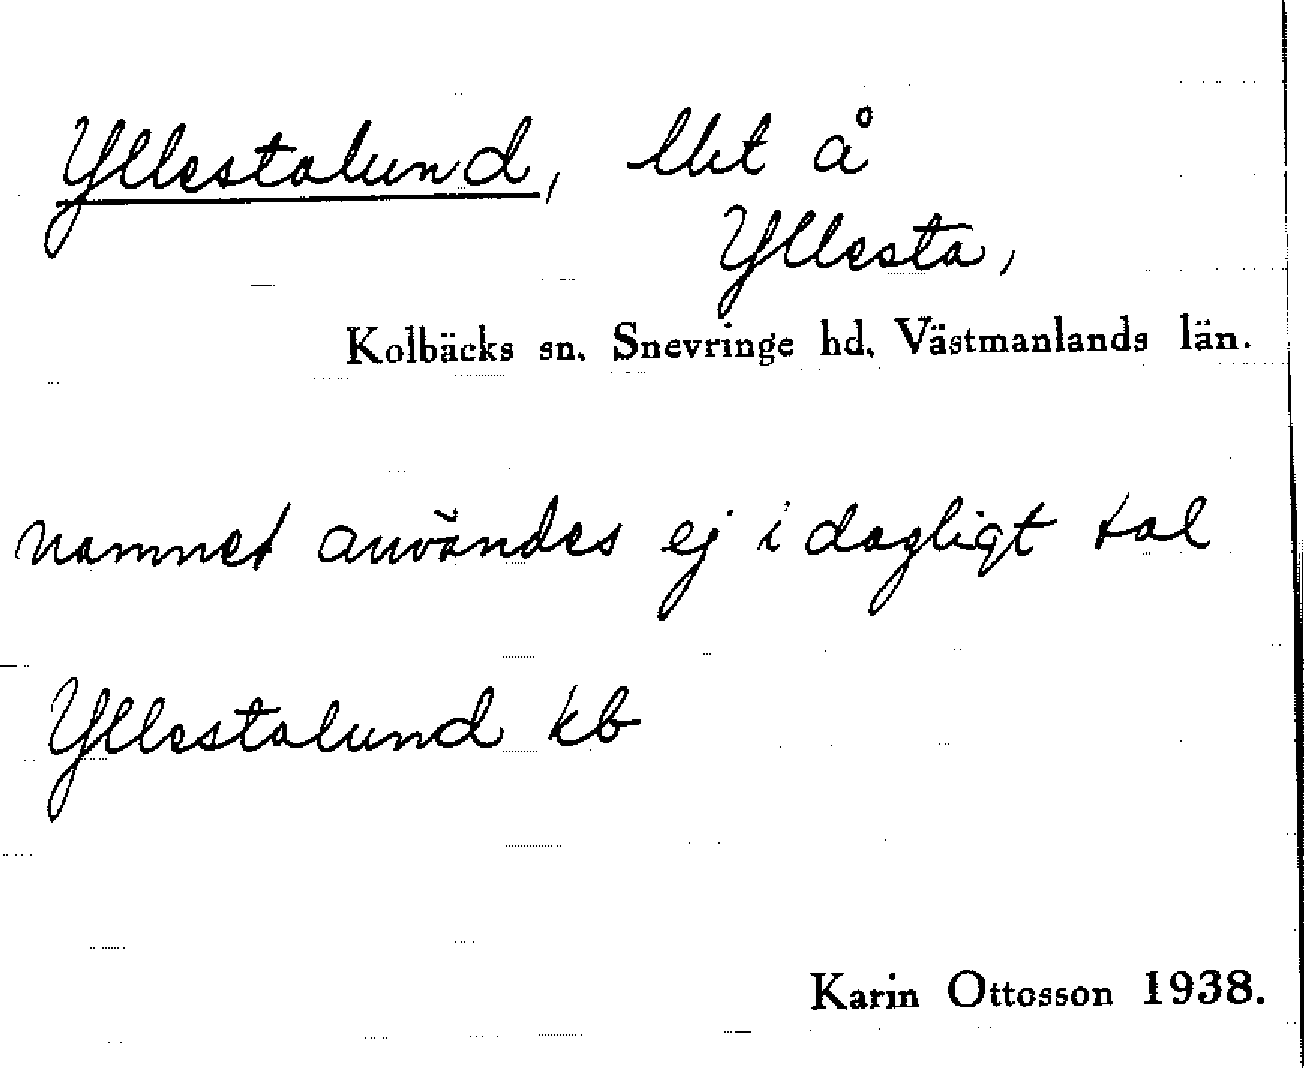 Yllestalund, lht å
Yllesta,
Kolbäcks sn. Snevringe hd, Västmanlands län.
namnet användes ej i dagligt tal
Yllestalund kb
Karin Ottosson 1938.